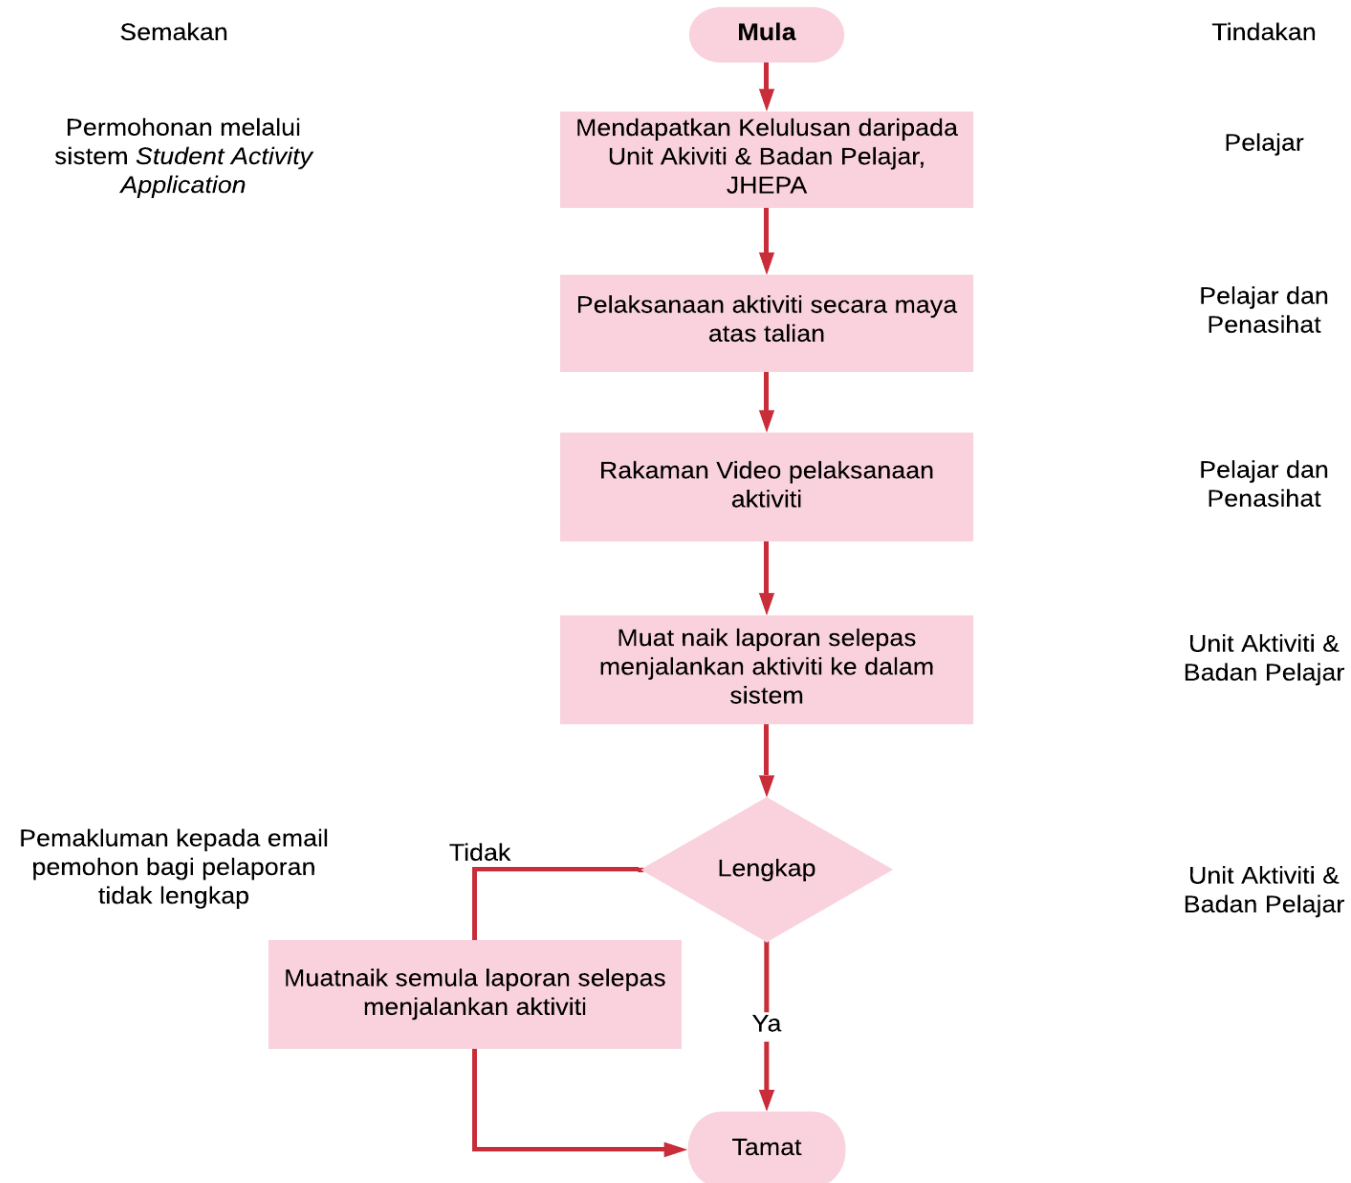 Semakan
Mula
Tindakan
Permohonan melalui
sistem Student Activity
Application
Mendapatkan Kelulusan daripada
Unit Akiviti & Badan Pelajar,
JHEPA
Pelajar
Pelaksanaan aktiviti secara maya
atas talian
Pelajar dan
Penasihat
Rakaman Video pelaksanaan
aktiviti
Pelajar dan
Penasihat
Muat naik laporan selepas
menjalankan aktiviti ke dalam
sistem
Unit Aktiviti &
Badan Pelajar
Pemakluman kepada email
pemohon bagi pelaporan
tidak lengkap
Tidak
Lengkap
Unit Aktiviti &
Badan Pelajar
Muatnaik semula laporan selepas
menjalankan aktiviti
Ya
Tamat